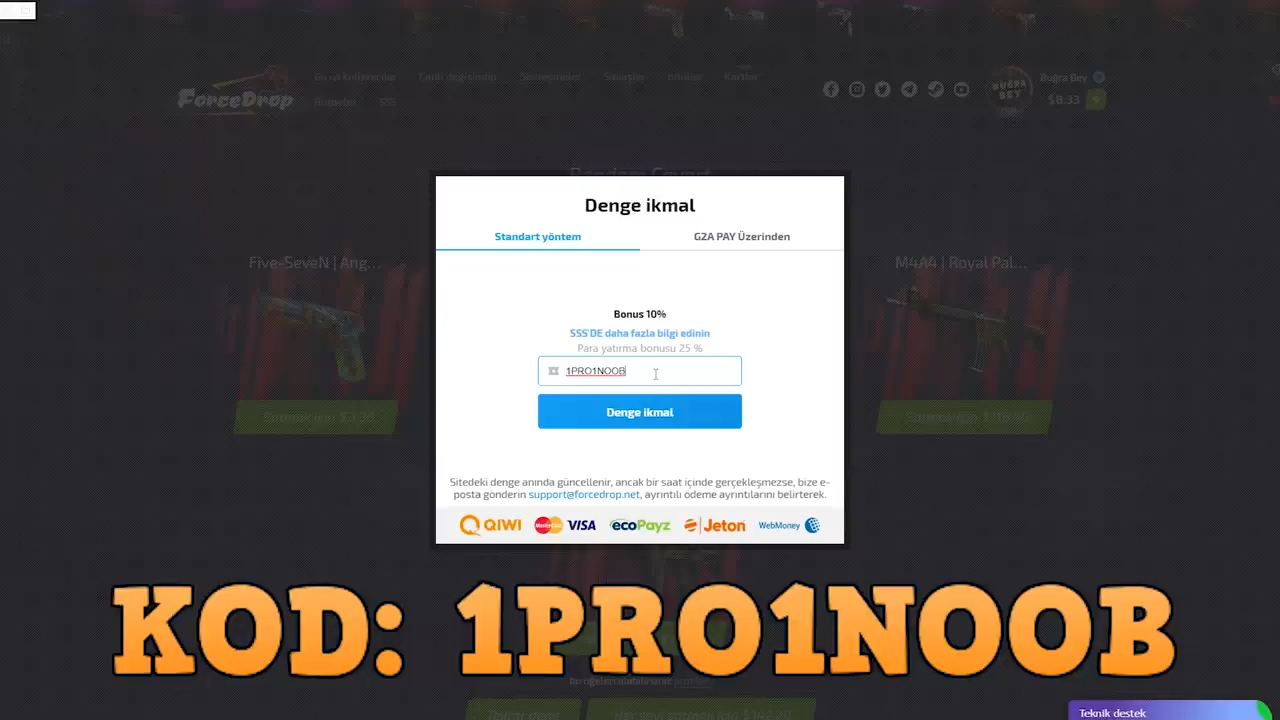 ForceDrop
Buğra Bey
$8.33
BUĞRA
BEY
Five-SeveN | Ang...
M4A4 | Royal Pal...
Denge ikmal
Standart yöntem
G2A PAY Üzerinden
Bonus 10%
SSS'DE daha fazla bilgi edinin
Para yatırma bonusu 25 %
1PRO1NOOB
Denge ikmal
Sitedeki denge anında güncellenir, ancak bir saat içinde gerçekleşmezse, bize e-
posta gönderin support@forcedrop.net, ayrıntılı ödeme ayrıntılarını belirterek.
QIWI
MasterCard
VISA
ecoPayz
Jeton
WebMoney
KOD: 1PRO1NOOB
Teknik destek